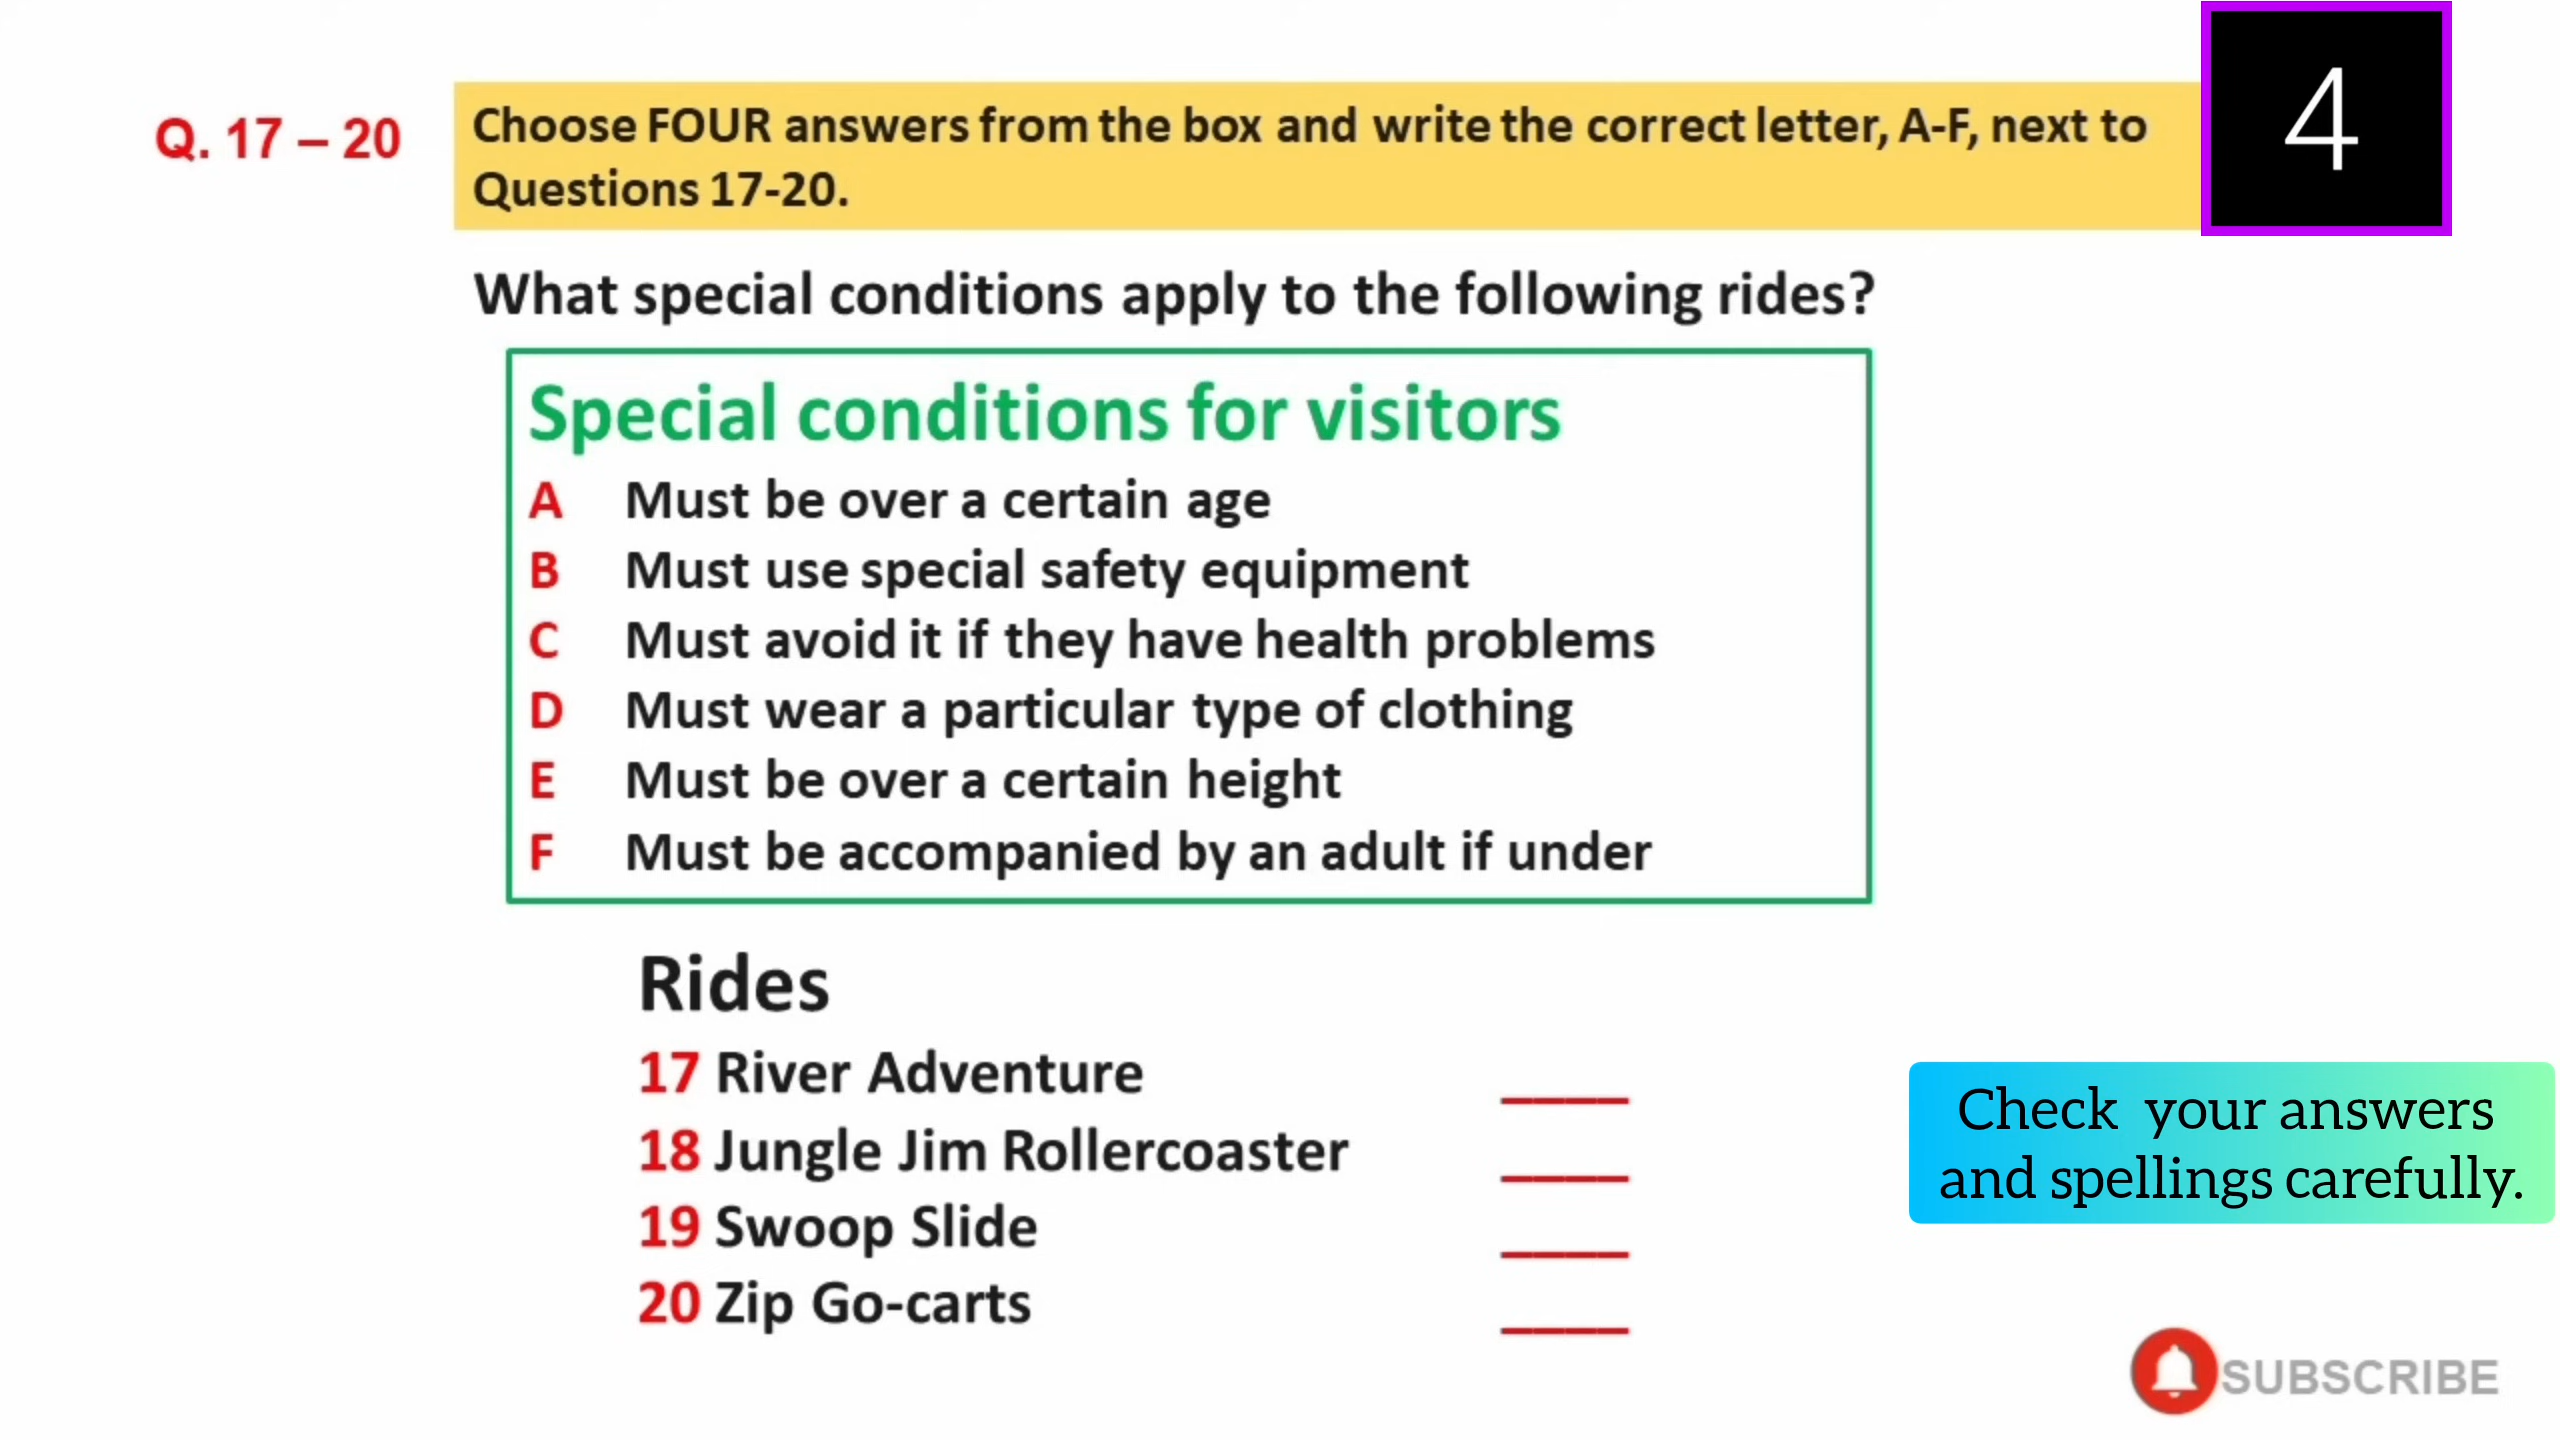 Q. 17 – 20
Choose FOUR answers from the box and write the correct letter, A-F, next to
Questions 17-20.
4
What special conditions apply to the following rides?
Special conditions for visitors
A Must be over a certain age
B Must use special safety equipment
C Must avoid it if they have health problems
D Must wear a particular type of clothing
E Must be over a certain height
F Must be accompanied by an adult if under
Rides
17 River Adventure ____
18 Jungle Jim Rollercoaster ____
19 Swoop Slide ____
20 Zip Go-carts ____
Check your answers
and spellings carefully.
SUBSCRIBE